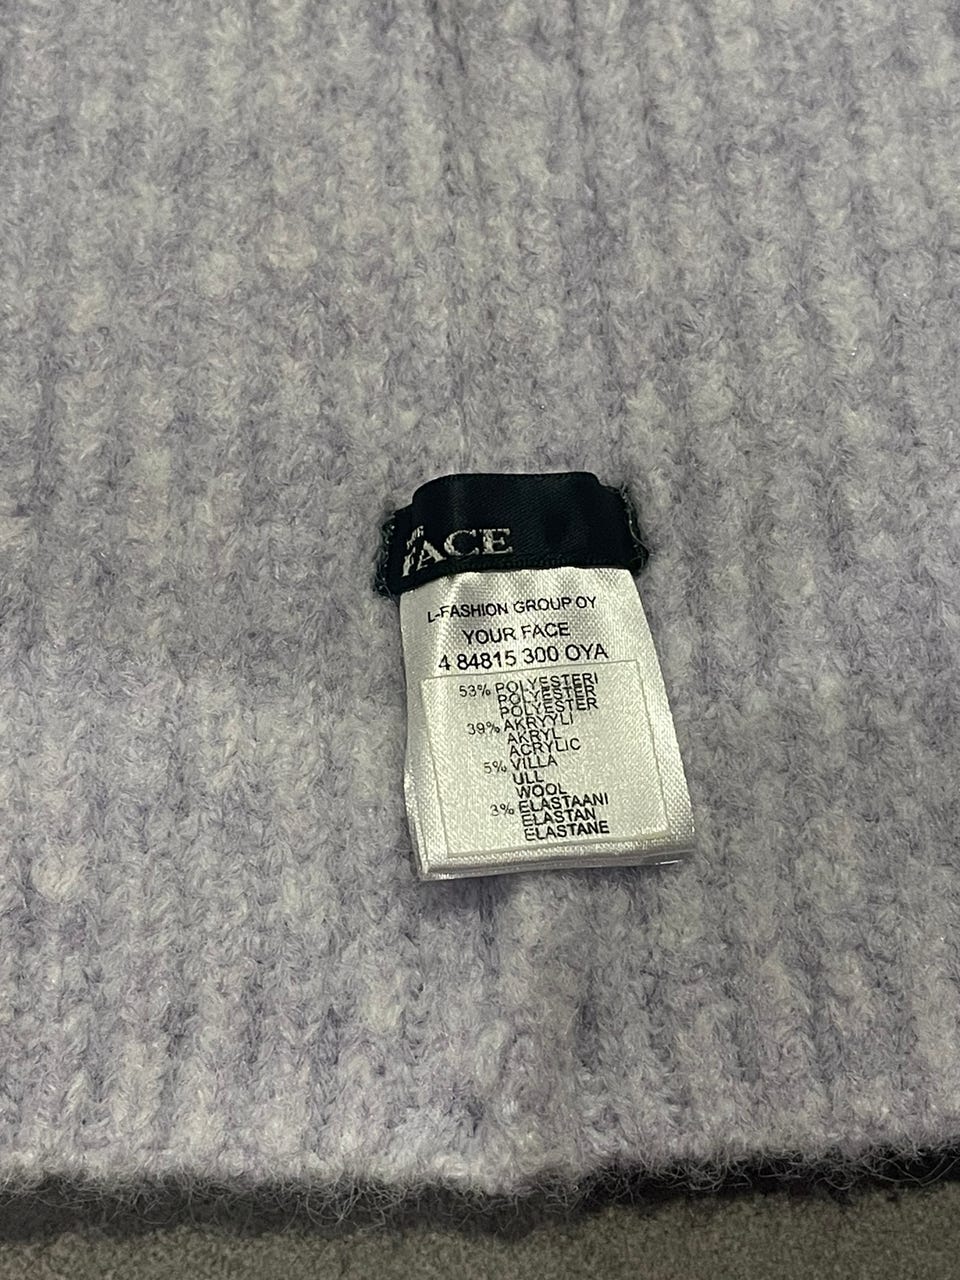 FACE
L-FASHION GROUP OY
YOUR FACE
4 84815 300 OYA
53% POLYESTERI
POLYESTER
POLYESTER
39% AKRYYLI
AKRYL
ACRYLIC
5% VILLA
ULL
WOOL
3% ELASTAANI
ELASTAN
ELASTANE